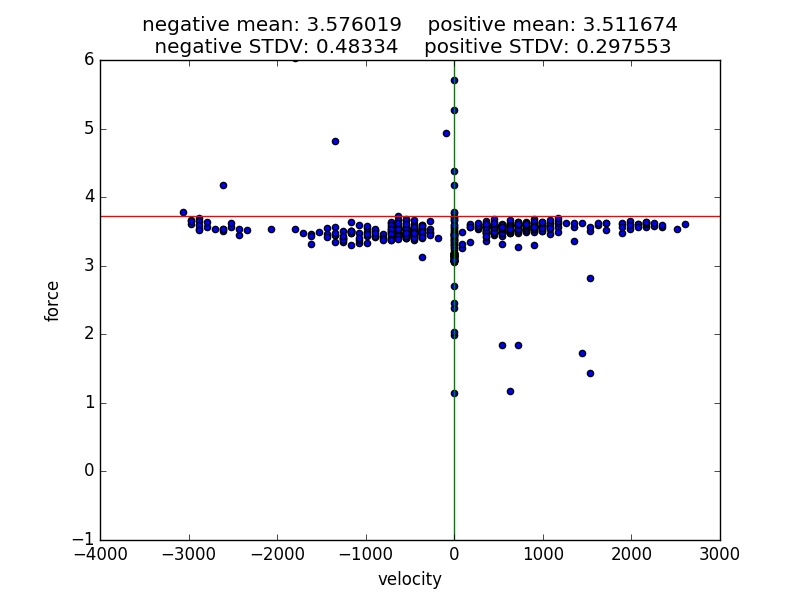 negative mean: 3.576019    positive mean: 3.511674
negative STDV: 0.48334    positive STDV: 0.297553
6
5
4
3
2
1
0
−1
force
−4000 −3000 −2000 −1000 0 1000 2000 3000
velocity